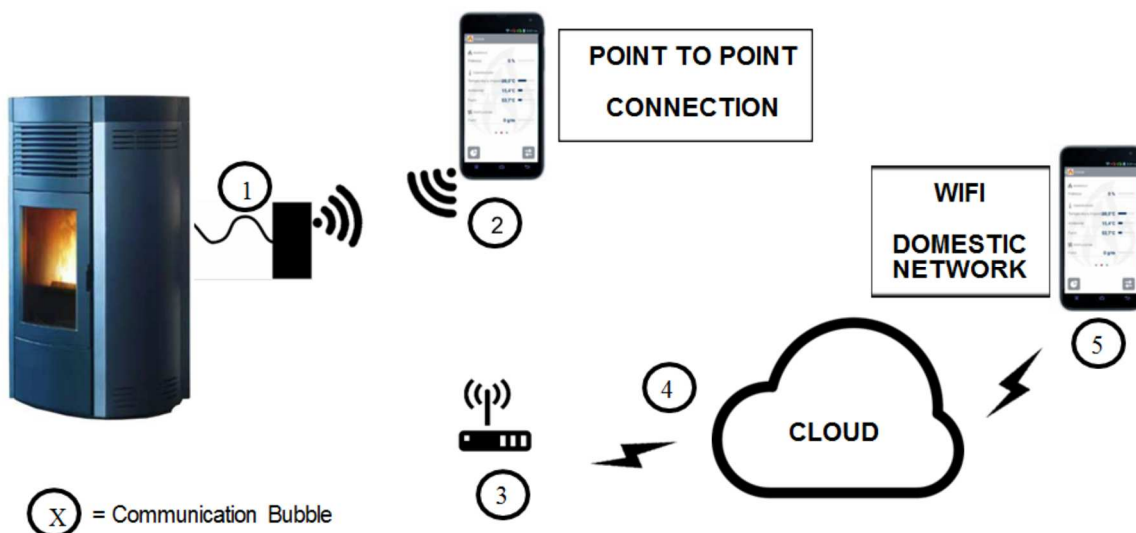 POINT TO POINT
CONNECTION
1
2
WIFI
DOMESTIC
NETWORK
5
4
CLOUD
3
X = Communication Bubble